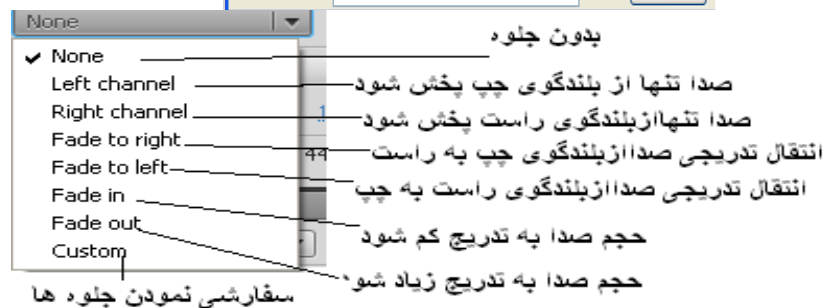 None
None
Left channel
Right channel
Fade to right
Fade to left
Fade in
Fade out
Custom
1
44
بدون جلوه
صدا تنها از بلندگوی چپ پخش شود
صدا تنهاازبلندگوی راست پخش شود
انتقال تدریجی صداازبلندگوی چپ به راست
انتقال تدریجی صداازبلندگوی راست به چپ
حجم صدا به تدریج کم شود
حجم صدا به تدریج زیاد شود
سفارشی نمودن جلوه ها